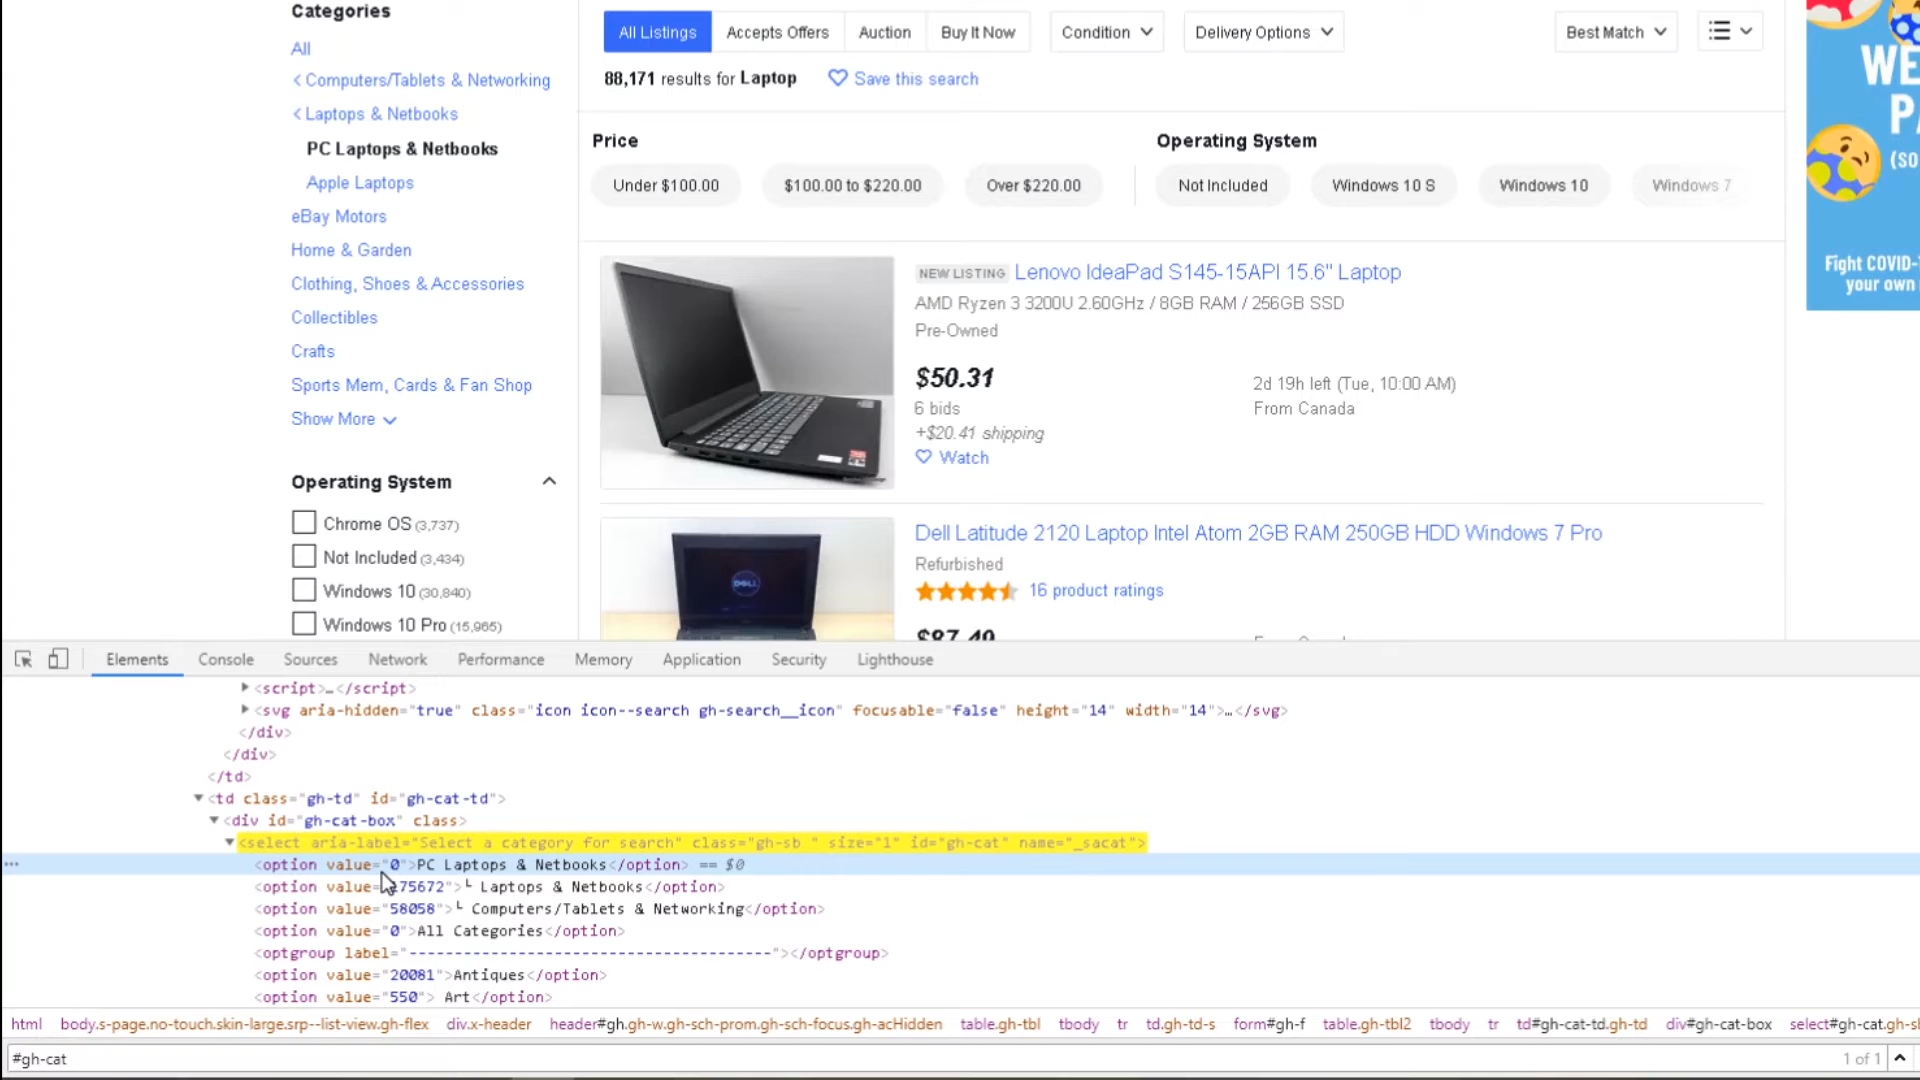 Categories
All
< Computers/Tablets & Networking
< Laptops & Netbooks
PC Laptops & Netbooks
Apple Laptops
eBay Motors
Home & Garden
Clothing, Shoes & Accessories
Collectibles
Crafts
Sports Mem, Cards & Fan Shop
Show More
Operating System
Chrome OS (3,737)
Not Included (3,434)
Windows 10 (30,840)
Windows 10 Pro (15,965)
All Listings Accepts Offers Auction Buy It Now Condition Delivery Options Best Match
88,171 results for Laptop Save this search
Price
Under $100.00 $100.00 to $220.00 Over $220.00
Operating System
Not Included Windows 10 S Windows 10 Windows 7
NEW LISTING Lenovo IdeaPad S145-15API 15.6" Laptop
AMD Ryzen 3 3200U 2.60GHz / 8GB RAM / 256GB SSD
Pre-Owned
$50.31
6 bids
+$20.41 shipping
Watch
2d 19h left (Tue, 10:00 AM)
From Canada
DELL
Dell Latitude 2120 Laptop Intel Atom 2GB RAM 250GB HDD Windows 7 Pro
Refurbished
16 product ratings
$87.49
WE
PA
(SO
Fight COVID-
your own
Elements Console Sources Network Performance Memory Application Security Lighthouse
<script>…</script>
<svg aria-hidden="true" class="icon icon--search gh-search__icon" focusable="false" height="14" width="14">…</svg>
</div>
</div>
</td>
<td class="gh-td" id="gh-cat-td">
<div id="gh-cat-box" class>
<select aria-label="Select a category for search" class="gh-sb " size="1" id="gh-cat" name="_sacat">
<option value="0">PC Laptops & Netbooks</option> == $0
<option value= 75672">└ Laptops & Netbooks</option>
<option value="58058">└ Computers/Tablets & Networking</option>
<option value="0">All Categories</option>
<optgroup label="----------------------------------------"></optgroup>
<option value="20081">Antiques</option>
<option value="550"> Art</option>
html body.s-page.no-touch.skin-large.srp--list-view.gh-flex div.x-header header#gh.gh-w.gh-sch-prom.gh-sch-focus.gh-acHidden table.gh-tbl tbody tr td.gh-td-s form#gh-f table.gh-tbl2 tbody tr td#gh-cat-td.gh-td div#gh-cat-box select#gh-cat.gh-s
#gh-cat 1 of 1